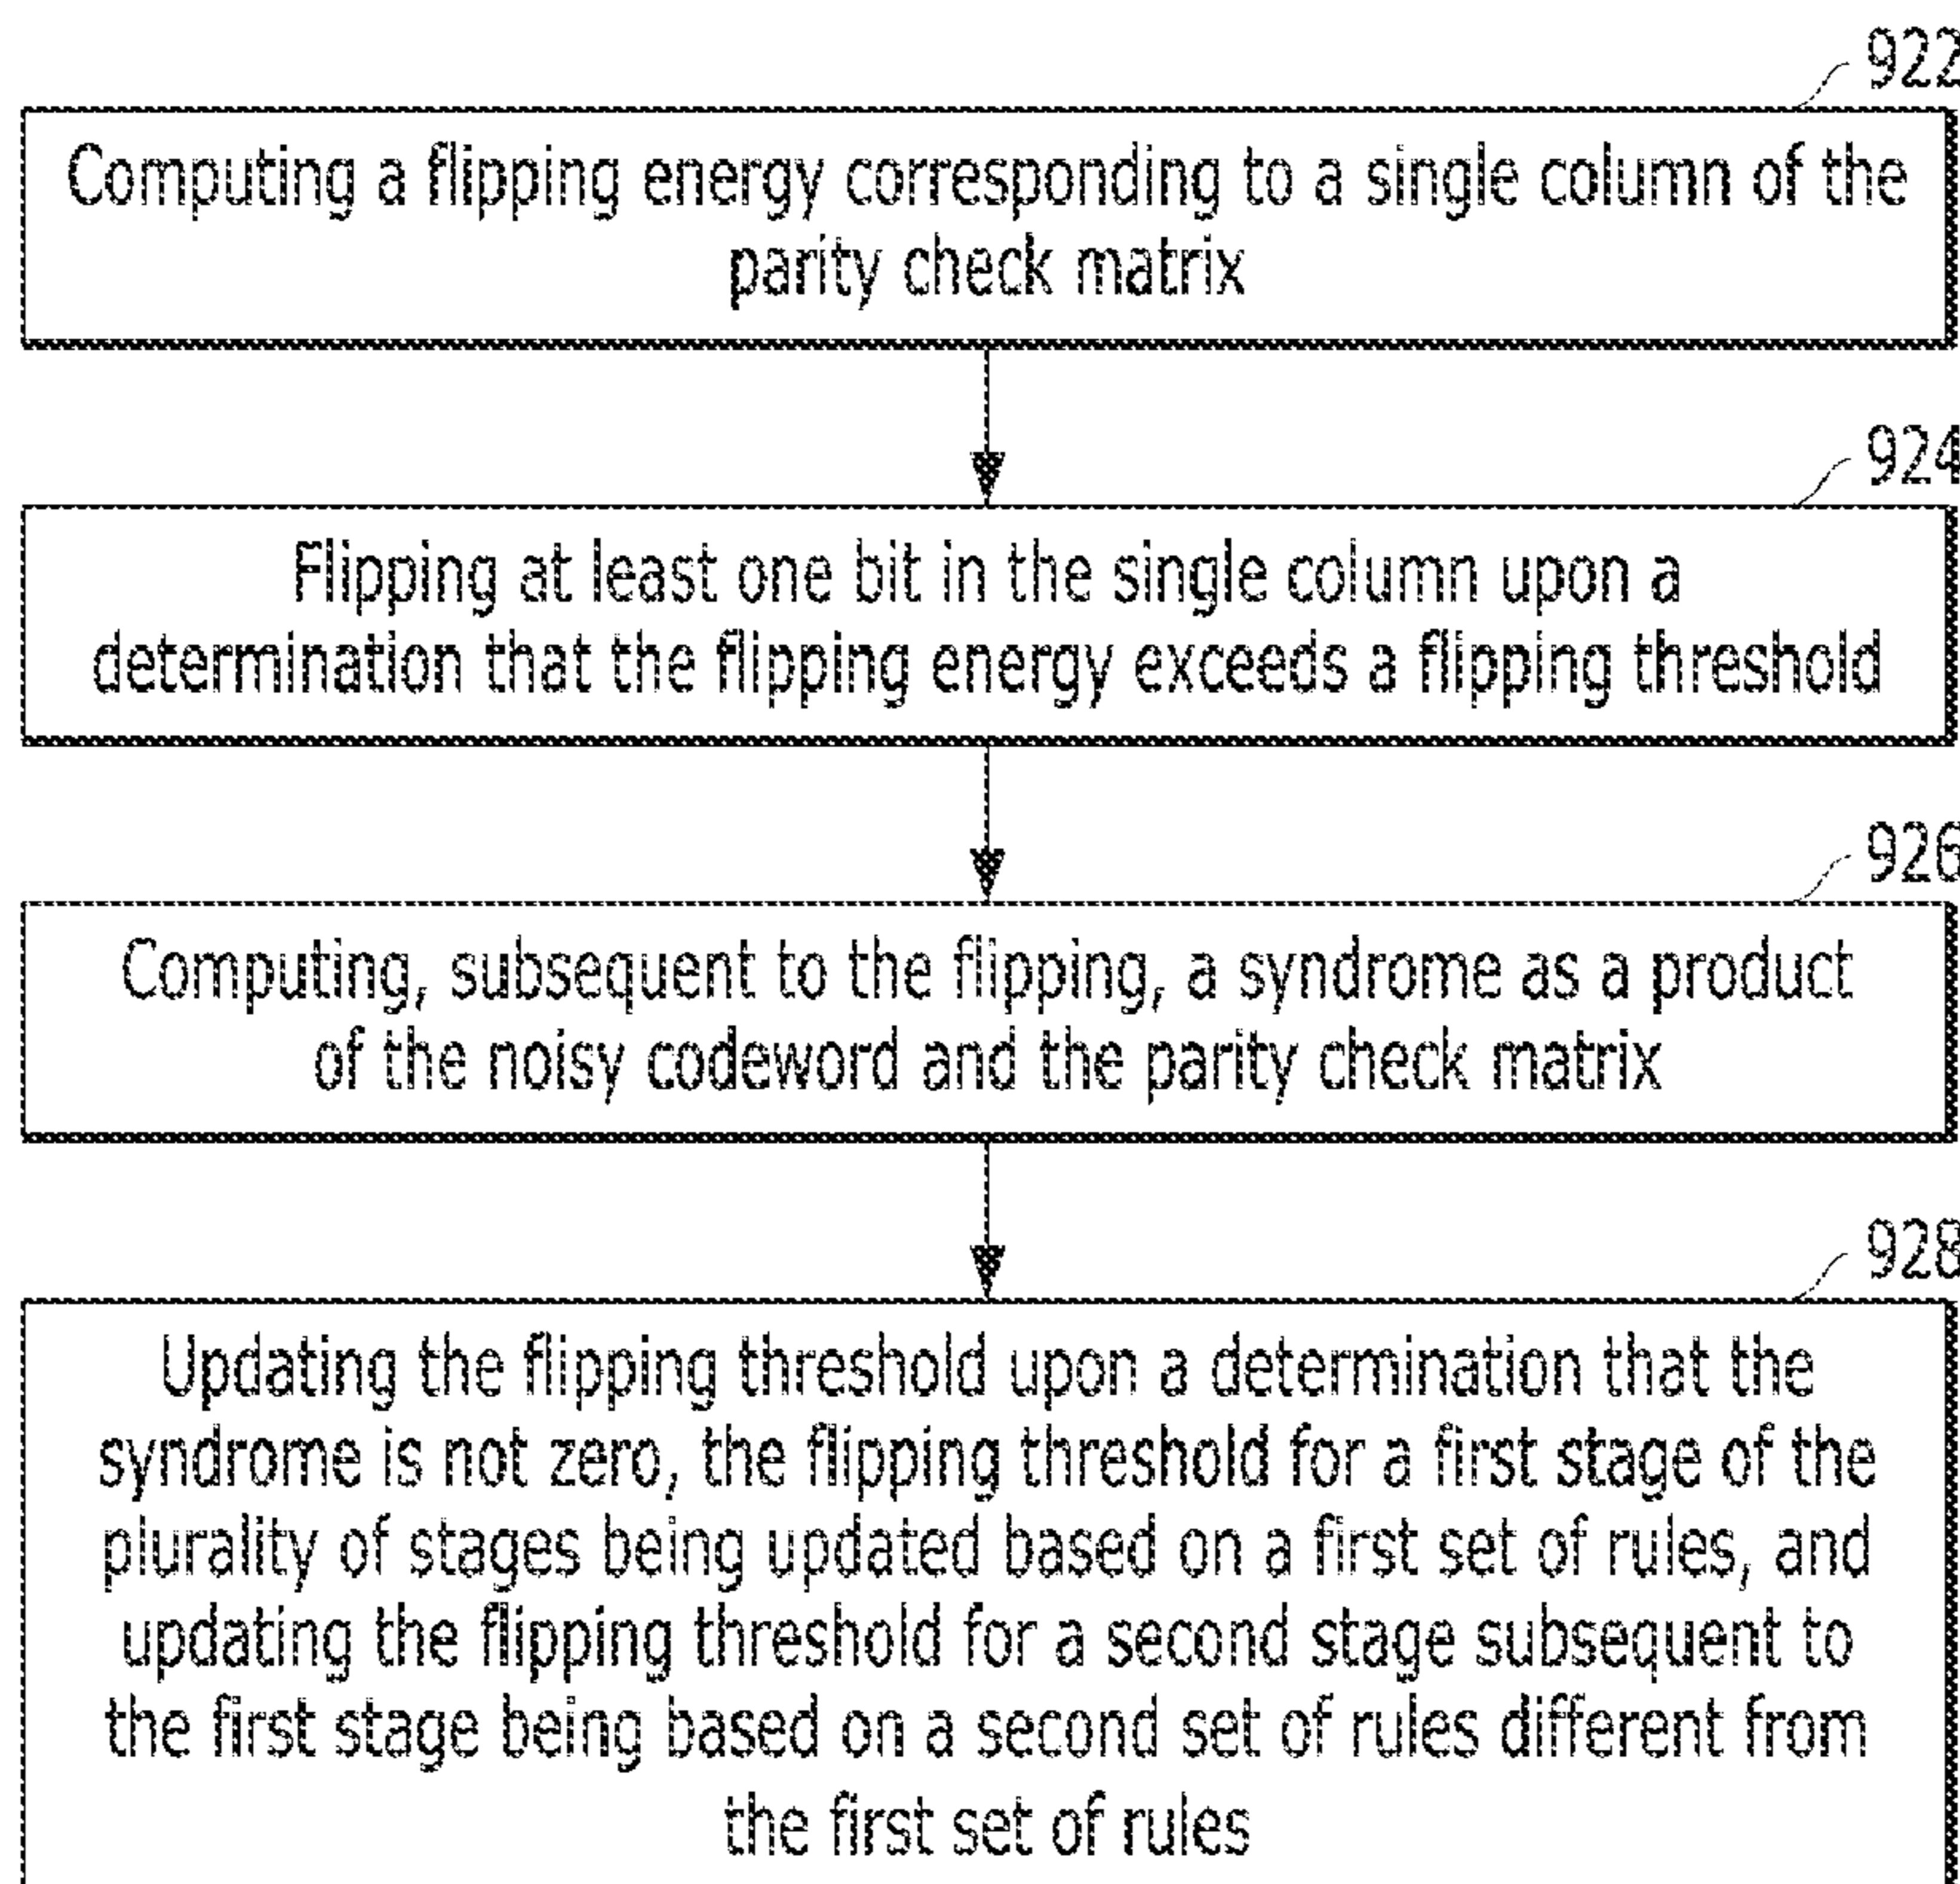 922
Computing a flipping energy corresponding to a single column of the
parity check matrix
924
Flipping at least one bit in the single column upon a
determination that the flipping energy exceeds a flipping threshold
926
Computing, subsequent to the flipping, a syndrome as a product
of the noisy codeword and the parity check matrix
928
Updating the flipping threshold upon a determination that the
syndrome is not zero, the flipping threshold for a first stage of the
plurality of stages being updated based on a first set of rules, and
updating the flipping threshold for a second stage subsequent to
the first stage being based on a second set of rules different from
the first set of rules